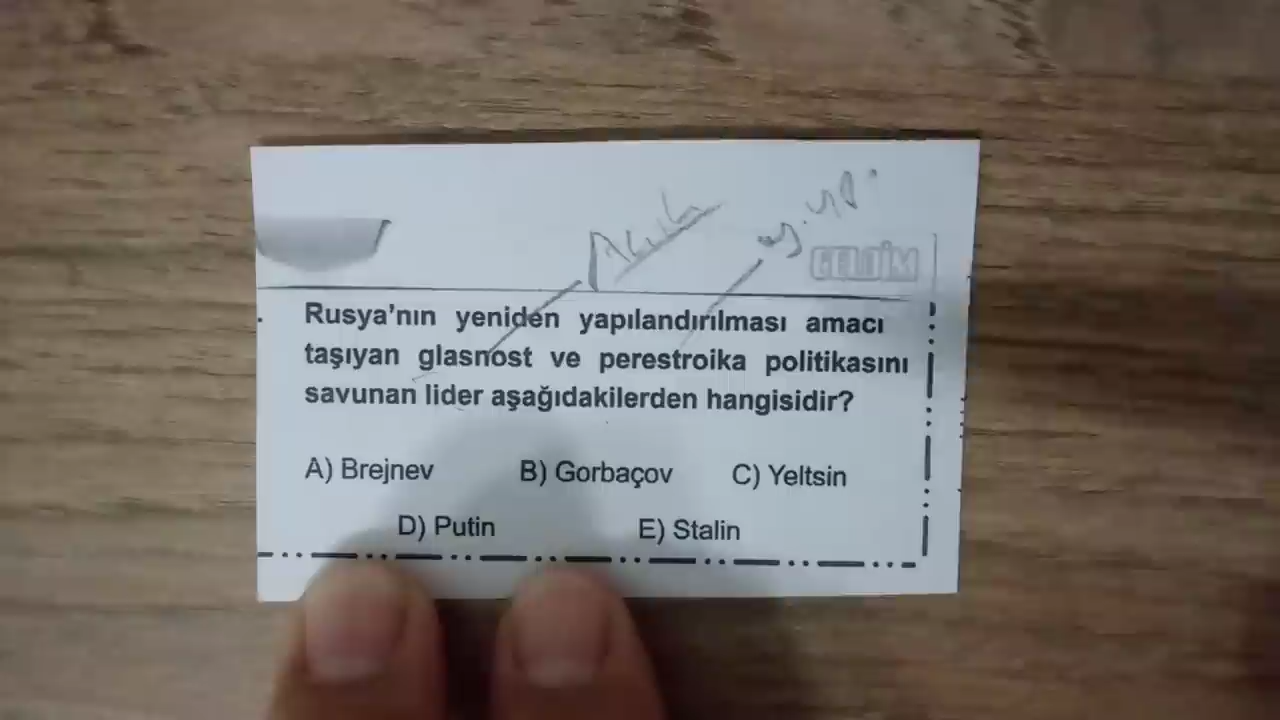 GELDİM
Rusya'nın yeniden yapılandırılması amacı
taşıyan glasnost ve perestroika politikasını
savunan lider aşağıdakilerden hangisidir?
A) Brejnev B) Gorbaçov C) Yeltsin
D) Putin E) Stalin